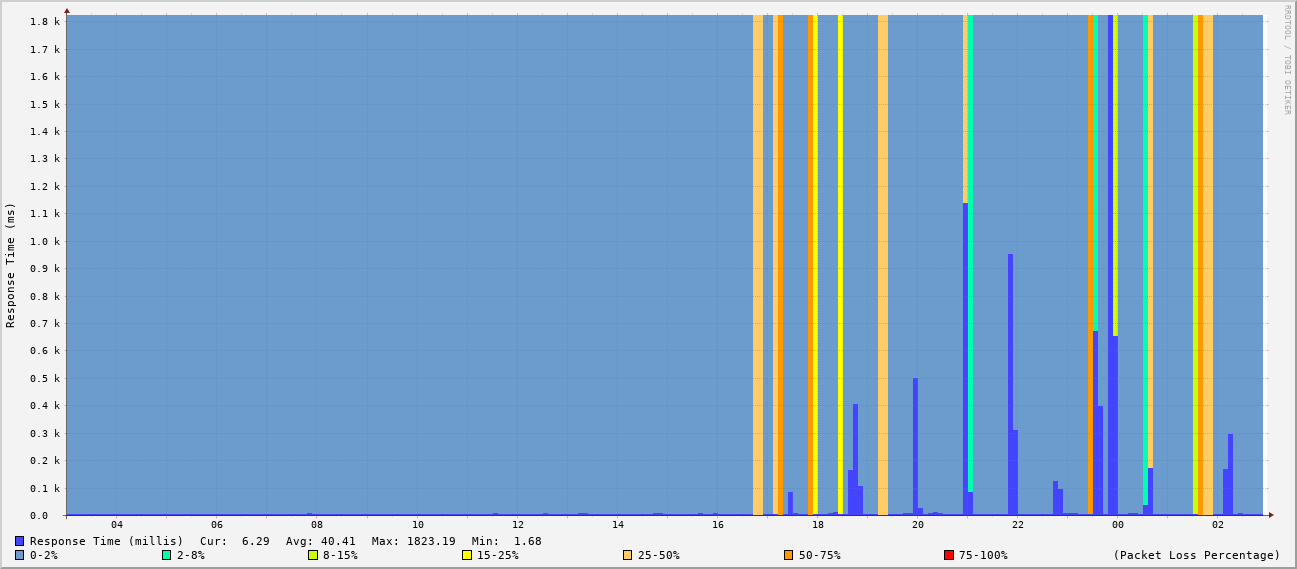 RRDTOOL / TOBI OETIKER
Response Time (ms)
1.8 k
1.7 k
1.6 k
1.5 k
1.4 k
1.3 k
1.2 k
1.1 k
1.0 k
0.9 k
0.8 k
0.7 k
0.6 k
0.5 k
0.4 k
0.3 k
0.2 k
0.1 k
0.0
04 06 08 10 12 14 16 18 20 22 00 02
Response Time (millis) Cur: 6.29 Avg: 40.41 Max: 1823.19 Min: 1.68
0-2% 2-8% 8-15% 15-25% 25-50% 50-75% 75-100% (Packet Loss Percentage)